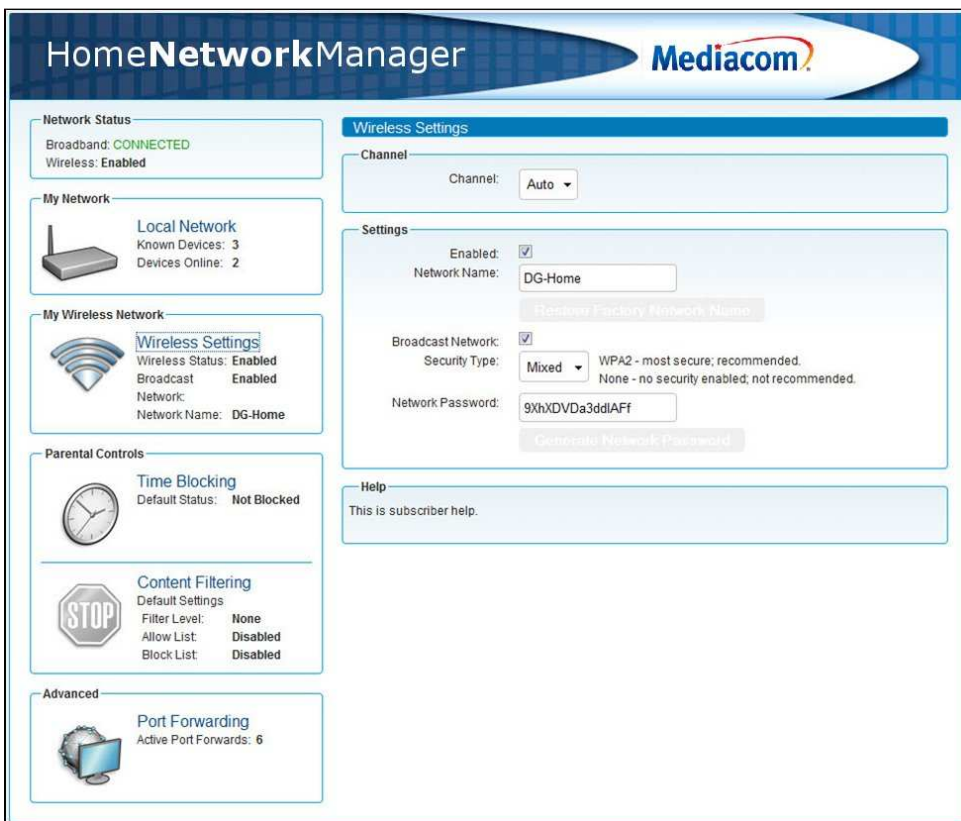 HomeNetworkManager
Mediacom
Network Status
Broadband: CONNECTED
Wireless: Enabled
My Network
Local Network
Known Devices: 3
Devices Online: 2
My Wireless Network
Wireless Settings
Wireless Status: Enabled
Broadcast Enabled
Network:
Network Name: DG-Home
Parental Controls
Time Blocking
Default Status: Not Blocked
STOP
Content Filtering
Default Settings
Filter Level: None
Allow List: Disabled
Block List: Disabled
Advanced
Port Forwarding
Active Port Forwards: 6
Wireless Settings
Channel
Channel: Auto
Settings
Enabled:
Network Name: DG-Home
Restore Factory Network Name
Broadcast Network:
Security Type: Mixed WPA2 - most secure; recommended.
None - no security enabled; not recommended.
Network Password: 9XhXDVDa3ddIAFf
Generate Network Password
Help
This is subscriber help.